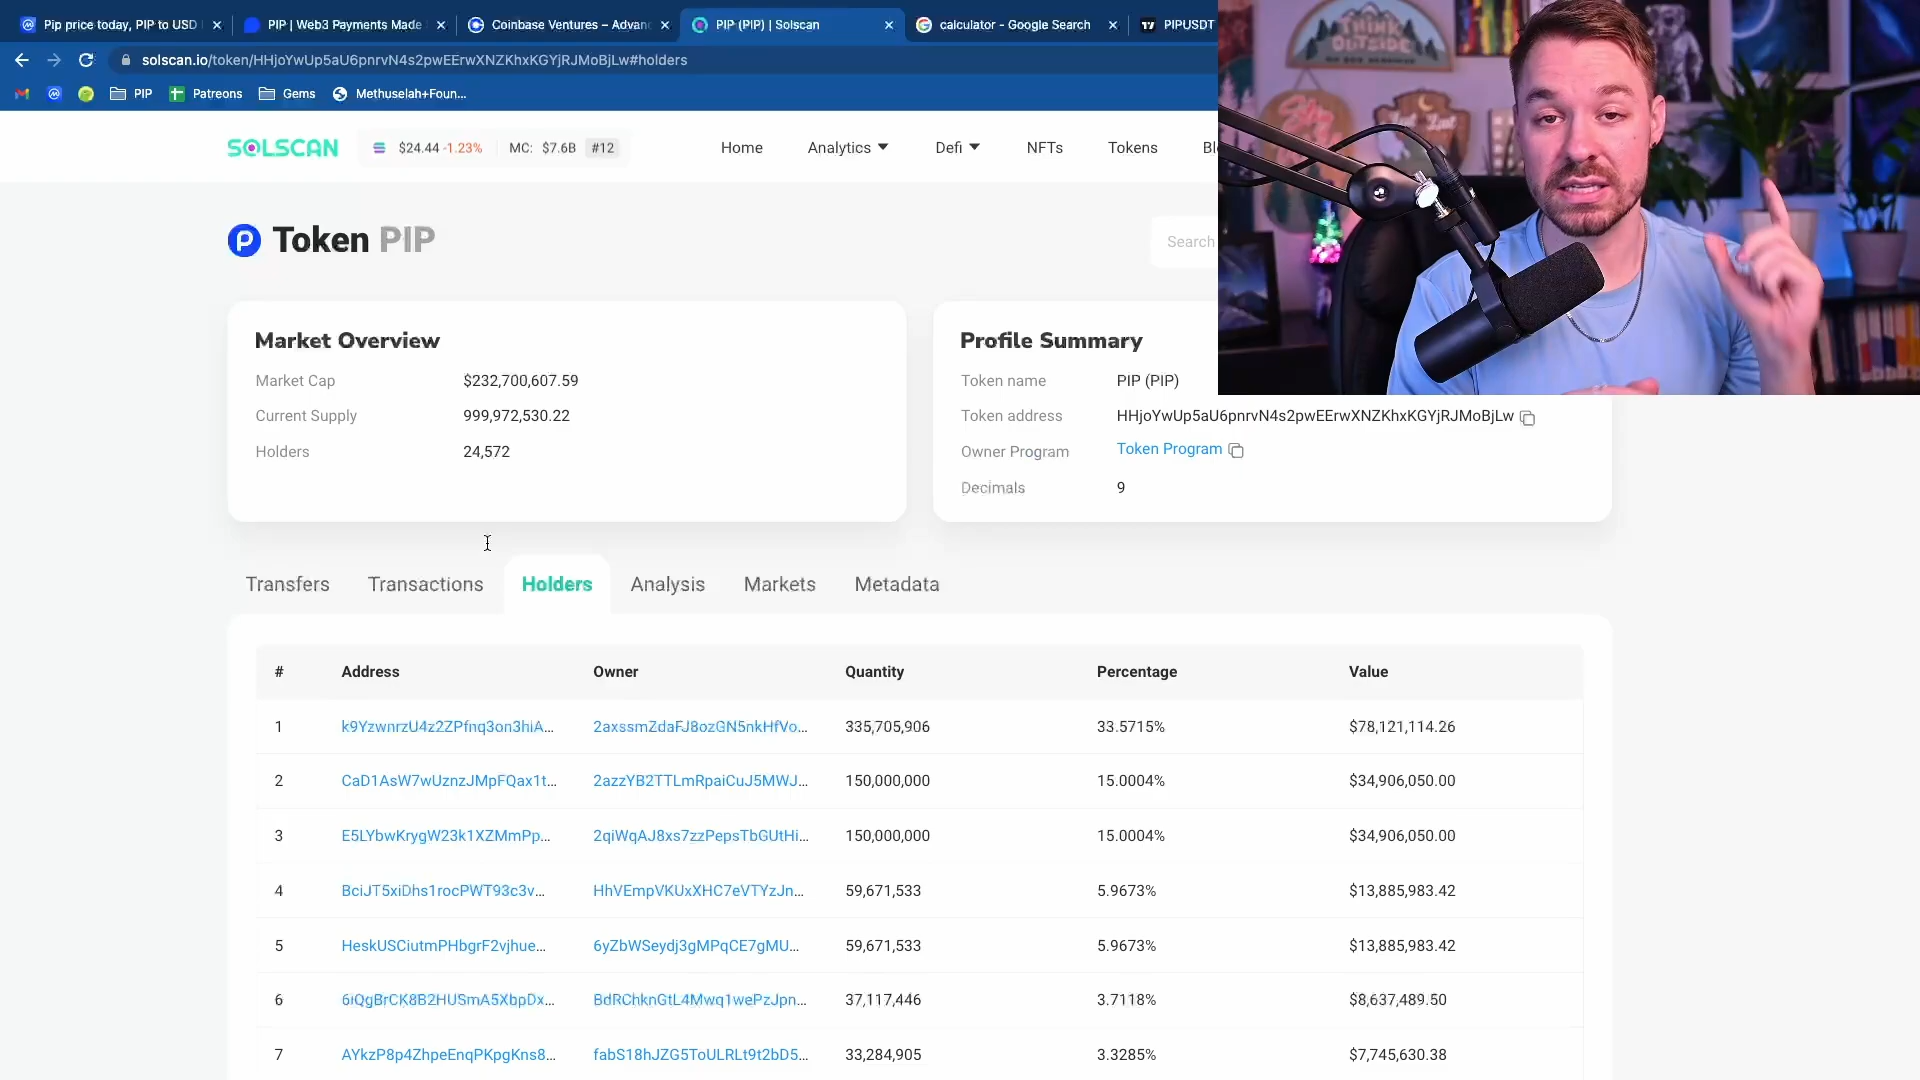 Pip price today, PIP to USD
PIP | Web3 Payments Made
Coinbase Ventures – Advanc
PIP (PIP) | Solscan
calculator - Google Search
PIPUSDT
solscan.io/token/HHjoYwUp5aU6pnrvN4s2pwEErwXNZKhxKGYjRJMoBjLw#holders
PIP
Patreons
Gems
Methuselah+Foun...
SOLSCAN
$24.44 -1.23%
MC: $7.6B #12
Home
Analytics
Defi
NFTs
Tokens
Bl
THINK
OUTSIDE
Token PIP
Search
Market Overview
Market Cap $232,700,607.59
Current Supply 999,972,530.22
Holders 24,572
Profile Summary
Token name PIP (PIP)
Token address HHjoYwUp5aU6pnrvN4s2pwEErwXNZKhxKGYjRJMoBjLw
Owner Program Token Program
Decimals 9
Transfers Transactions Holders Analysis Markets Metadata
# Address Owner Quantity Percentage Value
1 k9YzwnrzU4z2ZPfnq3on3hiA... 2axssmZdaFJ8ozGN5nkHfVo... 335,705,906 33.5715% $78,121,114.26
2 CaD1AsW7wUznzJMpFQax1t... 2azzYB2TTLmRpaiCuJ5MWJ... 150,000,000 15.0004% $34,906,050.00
3 E5LYbwKrygW23k1XZMmPp... 2qiWqAJ8xs7zzPepsTbGUtHi... 150,000,000 15.0004% $34,906,050.00
4 BciJT5xiDhs1rocPWT93c3v... HhVEmpVKUxXHC7eVTYzJn... 59,671,533 5.9673% $13,885,983.42
5 HeskUSCiutmPHbgrF2vjhue... 6yZbWSeydj3gMPqCE7gMU... 59,671,533 5.9673% $13,885,983.42
6 6iQgBrCK8B2HUSmA5XbpDx... BdRChknGtL4Mwq1wePzJpn... 37,117,446 3.7118% $8,637,489.50
7 AYkzP8p4ZhpeEnqPKpgKns8... fabS18hJZG5ToULRLt9t2bD5... 33,284,905 3.3285% $7,745,630.38